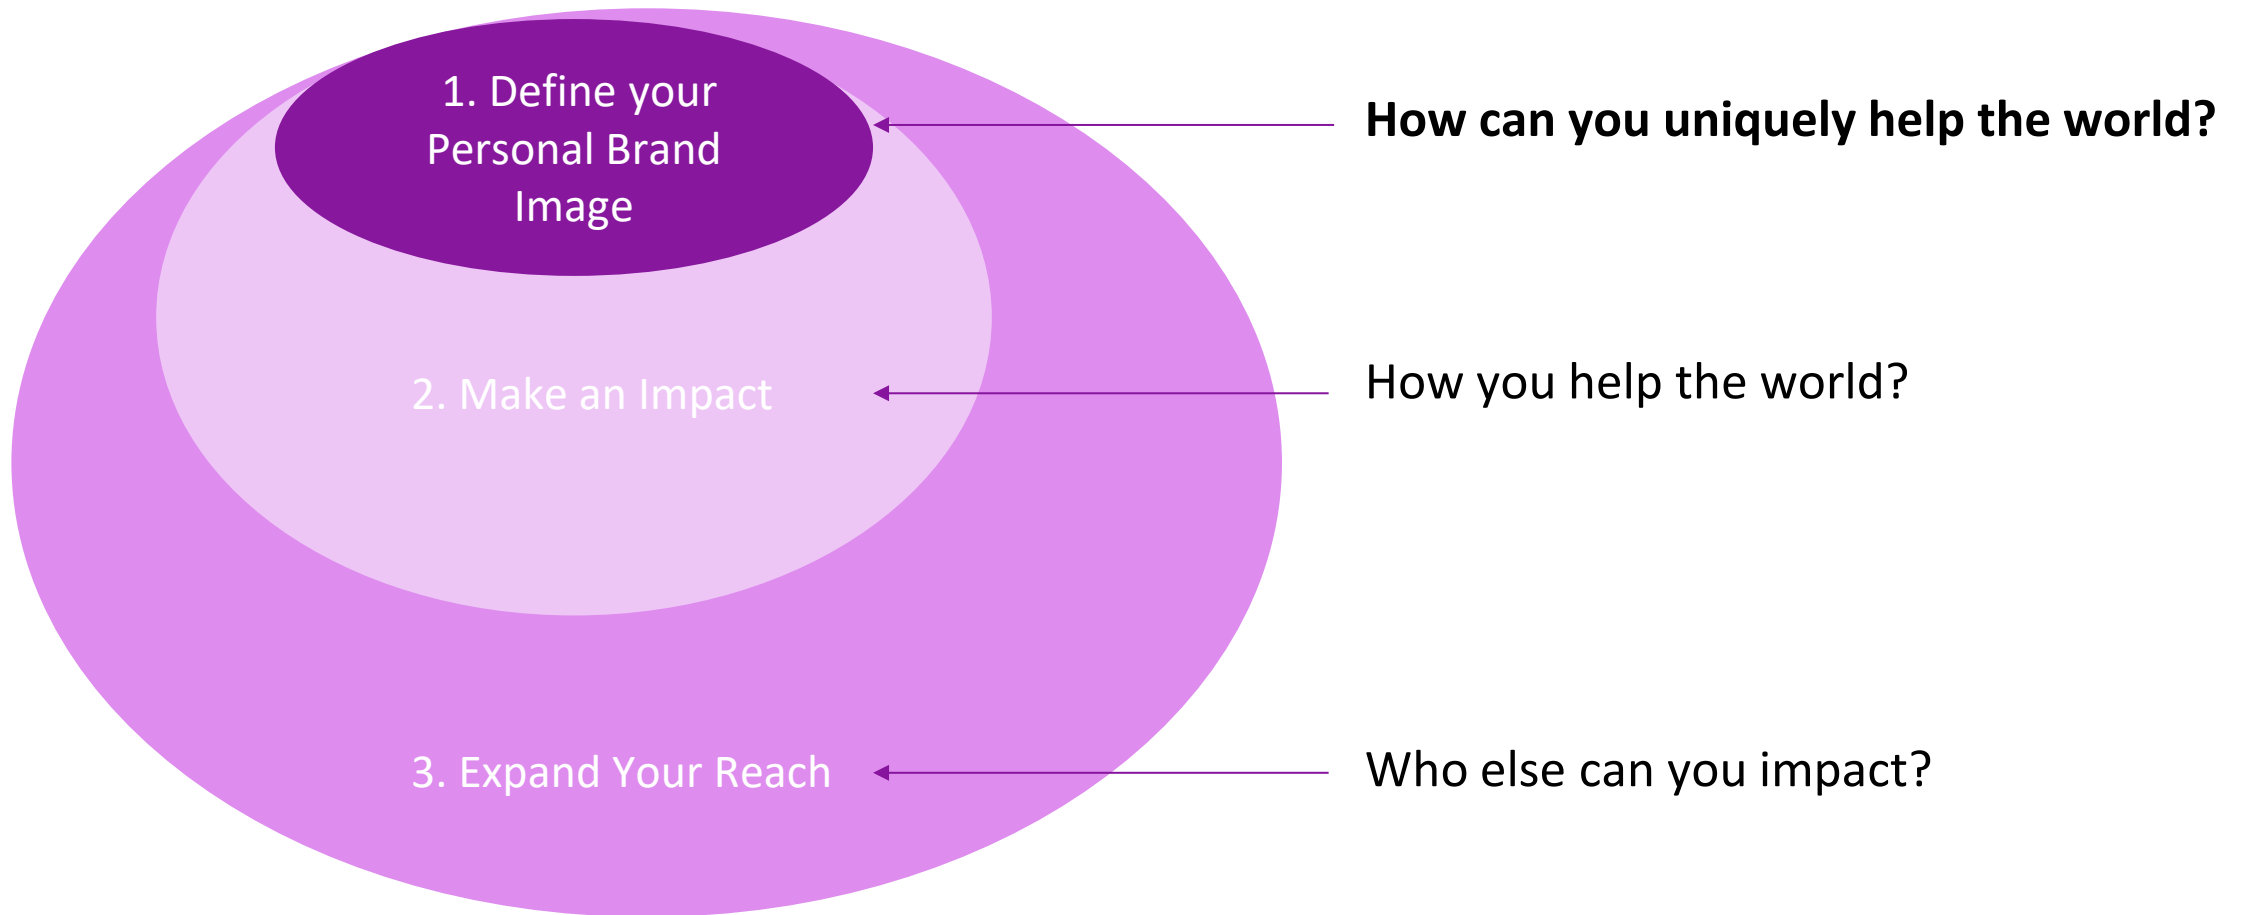 1. Define your
Personal Brand
Image
How can you uniquely help the world?
2. Make an Impact
How you help the world?
3. Expand Your Reach
Who else can you impact?